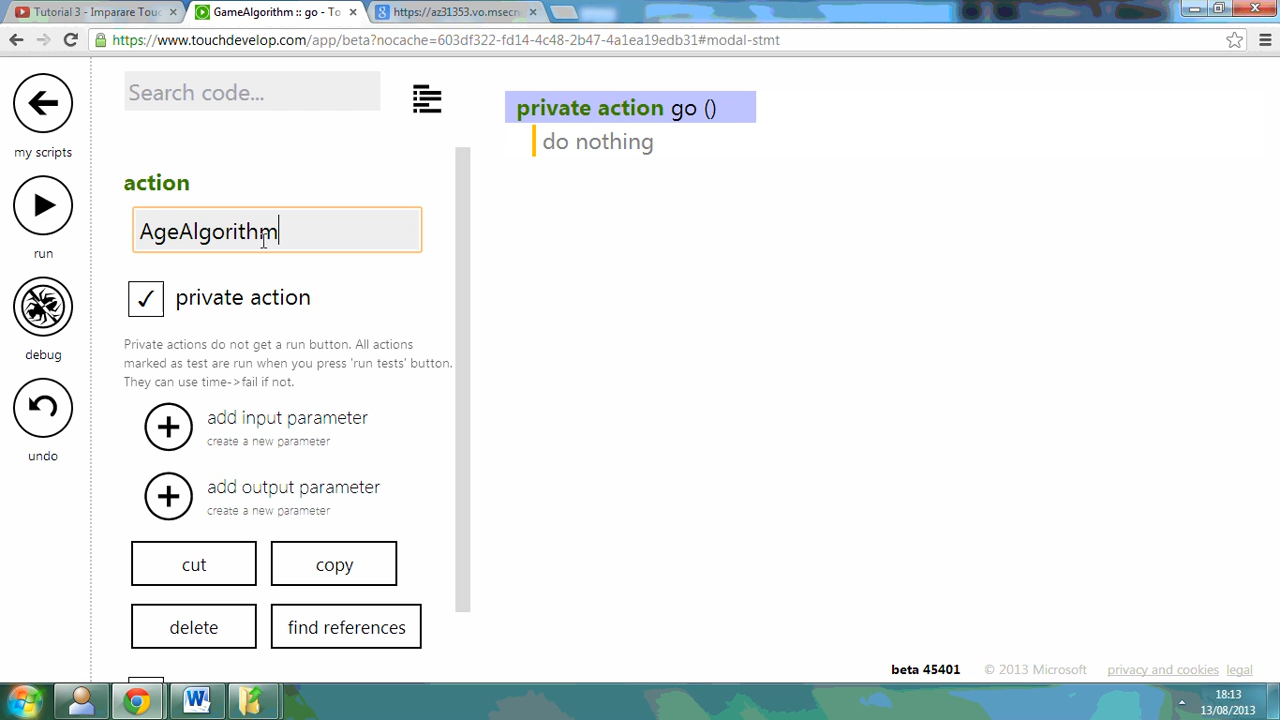 Tutorial 3 - Imparare Touc
GameAlgorithm :: go - To
https://az31353.vo.msecn
https://www.touchdevelop.com/app/beta?nocache=603df322-fd14-4c48-2b47-4a1ea19edb31#modal-stmt
my scripts
run
debug
undo
Search code...
action
AgeAlgorithm
private action
Private actions do not get a run button. All actions
marked as test are run when you press 'run tests' button.
They can use time->fail if not.
add input parameter
create a new parameter
add output parameter
create a new parameter
cut copy
delete find references
private action go ()
do nothing
beta 45401 © 2013 Microsoft privacy and cookies legal
18:13
13/08/2013